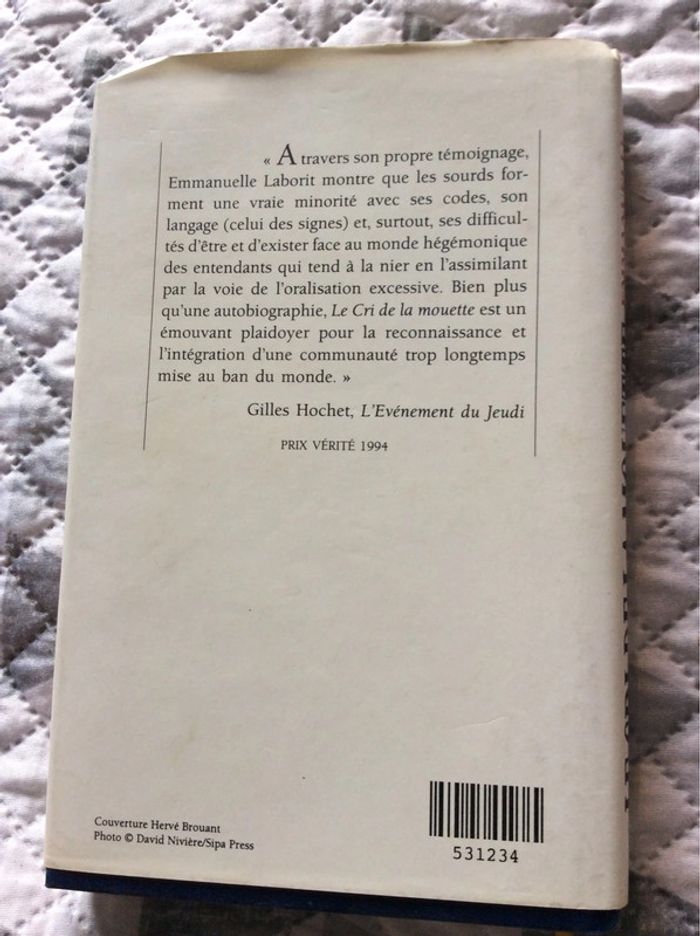 « A travers son propre témoignage,
Emmanuelle Laborit montre que les sourds for-
ment une vraie minorité avec ses codes, son
langage (celui des signes) et, surtout, ses difficul-
tés d'être et d'exister face au monde hégémonique
des entendants qui tend à la nier en l'assimilant
par la voie de l'oralisation excessive. Bien plus
qu'une autobiographie, Le Cri de la mouette est un
émouvant plaidoyer pour la reconnaissance et
l'intégration d'une communauté trop longtemps
mise au ban du monde. »
Gilles Hochet, L'Evénement du Jeudi
PRIX VÉRITÉ 1994
Couverture Hervé Brouant
Photo © David Nivière/Sipa Press
531234